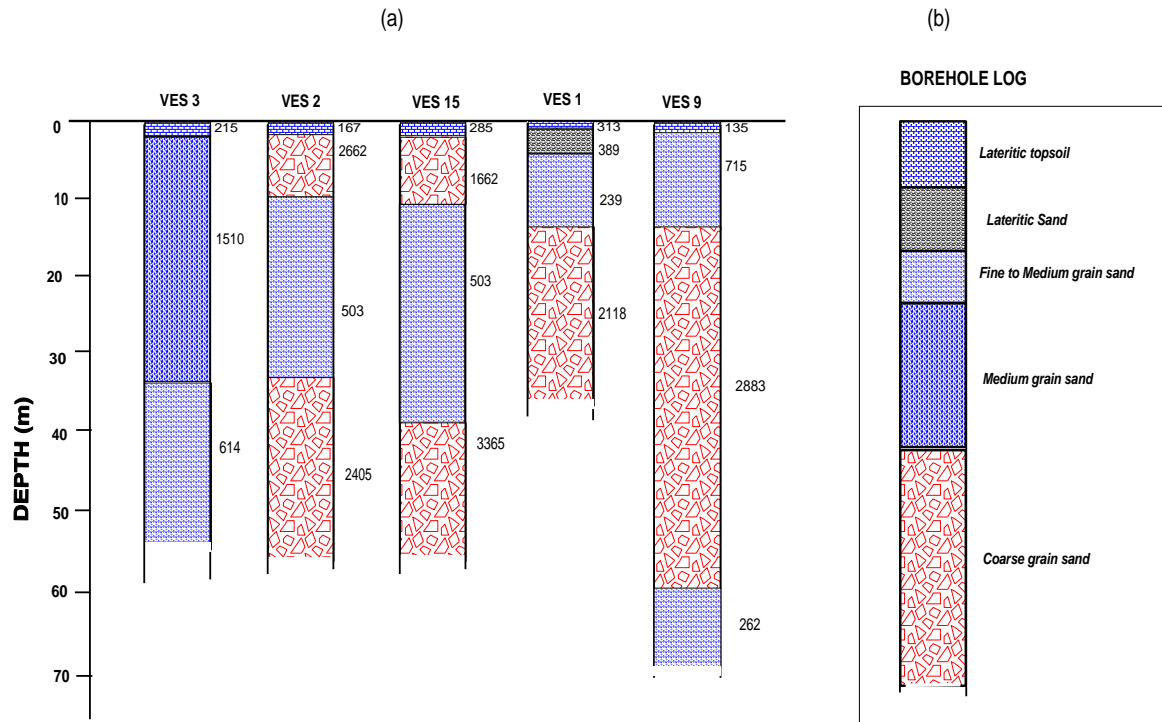 (a)
(b)
BOREHOLE LOG
VES 3
VES 2
VES 15
VES 1
VES 9
0
10
20
30
40
50
60
70
DEPTH (m)
215
1510
614
167
2662
503
2405
285
1662
503
3365
313
389
239
2118
135
715
2883
262
Lateritic topsoil
Lateritic Sand
Fine to Medium grain sand
Medium grain sand
Coarse grain sand